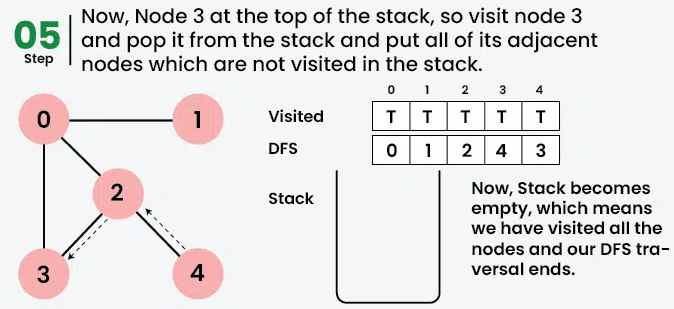 05
Step
Now, Node 3 at the top of the stack, so visit node 3
and pop it from the stack and put all of its adjacent
nodes which are not visited in the stack.
0 1 2 3 4
Visited T T T T T
DFS 0 1 2 4 3
Stack
Now, Stack becomes
empty, which means
we have visited all the
nodes and our DFS tra-
versal ends.
0 1
2
3 4